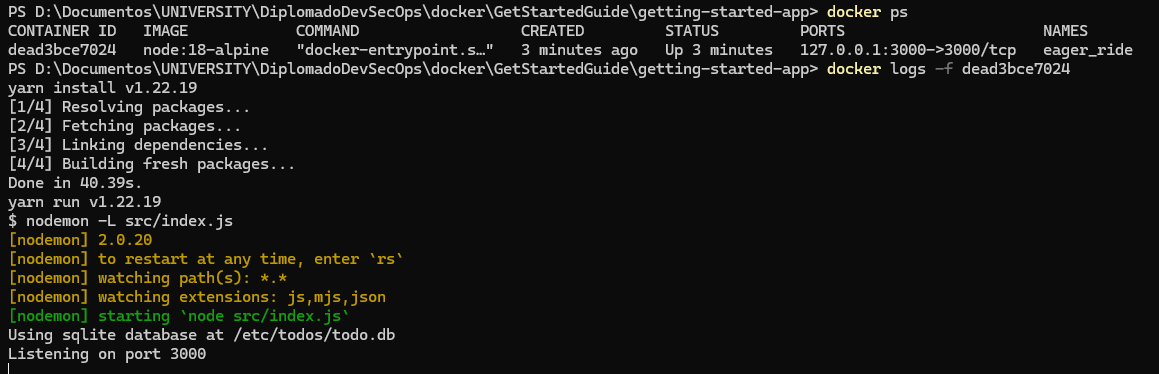 PS D:\Documentos\UNIVERSITY\DiplomadoDevSecOps\docker\GetStartedGuide\getting-started-app> docker ps
CONTAINER ID   IMAGE            COMMAND                  CREATED         STATUS         PORTS                      NAMES
dead3bce7024   node:18-alpine   "docker-entrypoint.s…"   3 minutes ago   Up 3 minutes   127.0.0.1:3000->3000/tcp   eager_ride
PS D:\Documentos\UNIVERSITY\DiplomadoDevSecOps\docker\GetStartedGuide\getting-started-app> docker logs -f dead3bce7024
yarn install v1.22.19
[1/4] Resolving packages...
[2/4] Fetching packages...
[3/4] Linking dependencies...
[4/4] Building fresh packages...
Done in 40.39s.
yarn run v1.22.19
$ nodemon -L src/index.js
[nodemon] 2.0.20
[nodemon] to restart at any time, enter `rs`
[nodemon] watching path(s): *.*
[nodemon] watching extensions: js,mjs,json
[nodemon] starting `node src/index.js`
Using sqlite database at /etc/todos/todo.db
Listening on port 3000